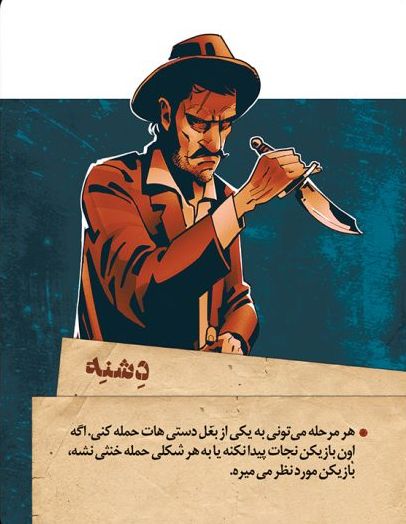 دِشنِه
هر مرحله می‌تونی به یکی از بغل دستی هات حمله کنی. اگه
اون بازیکن نجات پیدا نکنه یا به هر شکلی حمله خنثی نشه،
بازیکن مورد نظر می میره.